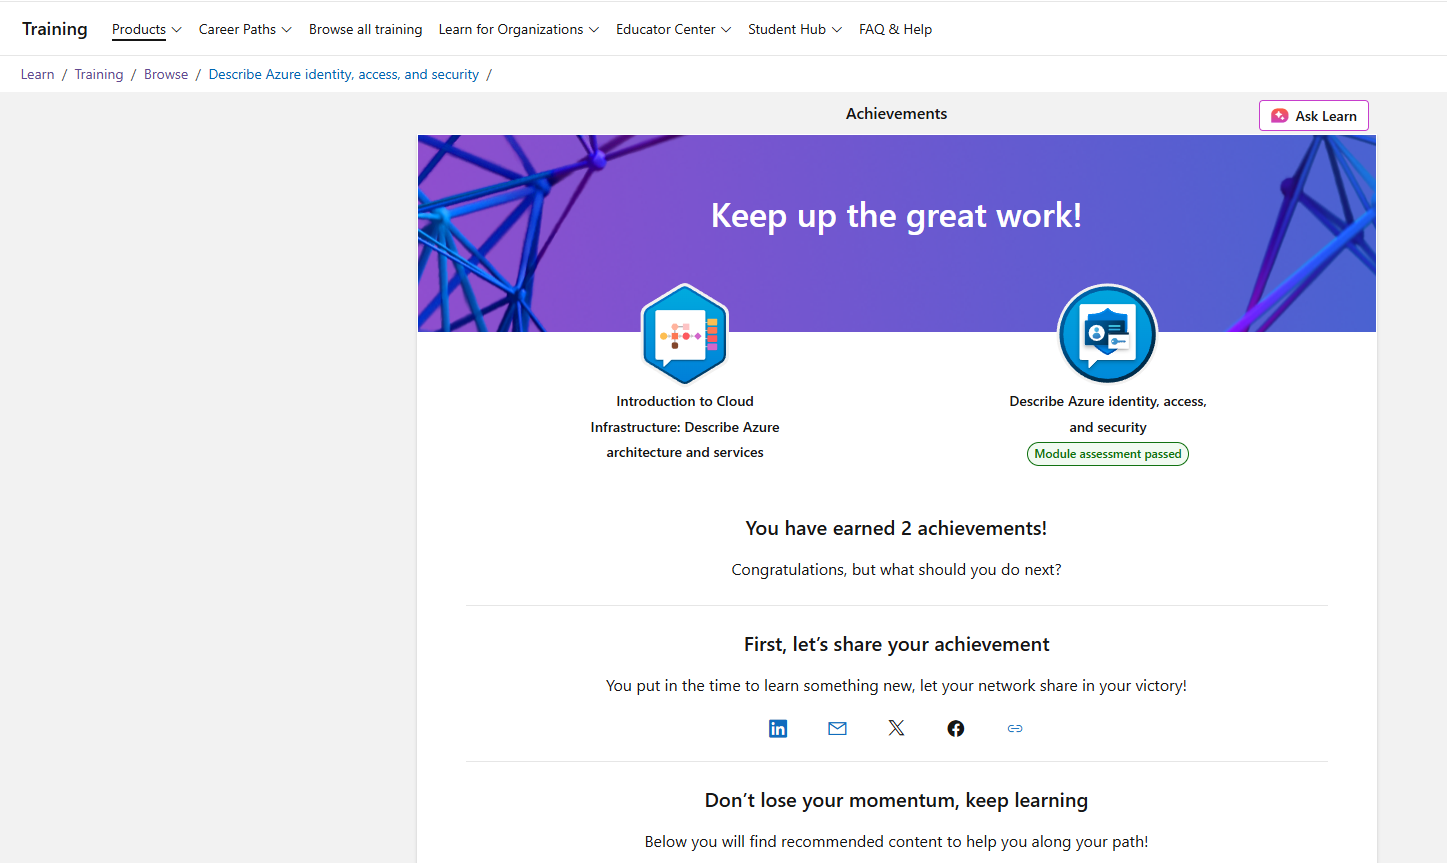 Training Products Career Paths Browse all training Learn for Organizations Educator Center Student Hub FAQ & Help
Learn / Training / Browse / Describe Azure identity, access, and security /
Achievements
Ask Learn
Keep up the great work!
Introduction to Cloud
Infrastructure: Describe Azure
architecture and services
Describe Azure identity, access,
and security
Module assessment passed
You have earned 2 achievements!
Congratulations, but what should you do next?
First, let’s share your achievement
You put in the time to learn something new, let your network share in your victory!
Don’t lose your momentum, keep learning
Below you will find recommended content to help you along your path!